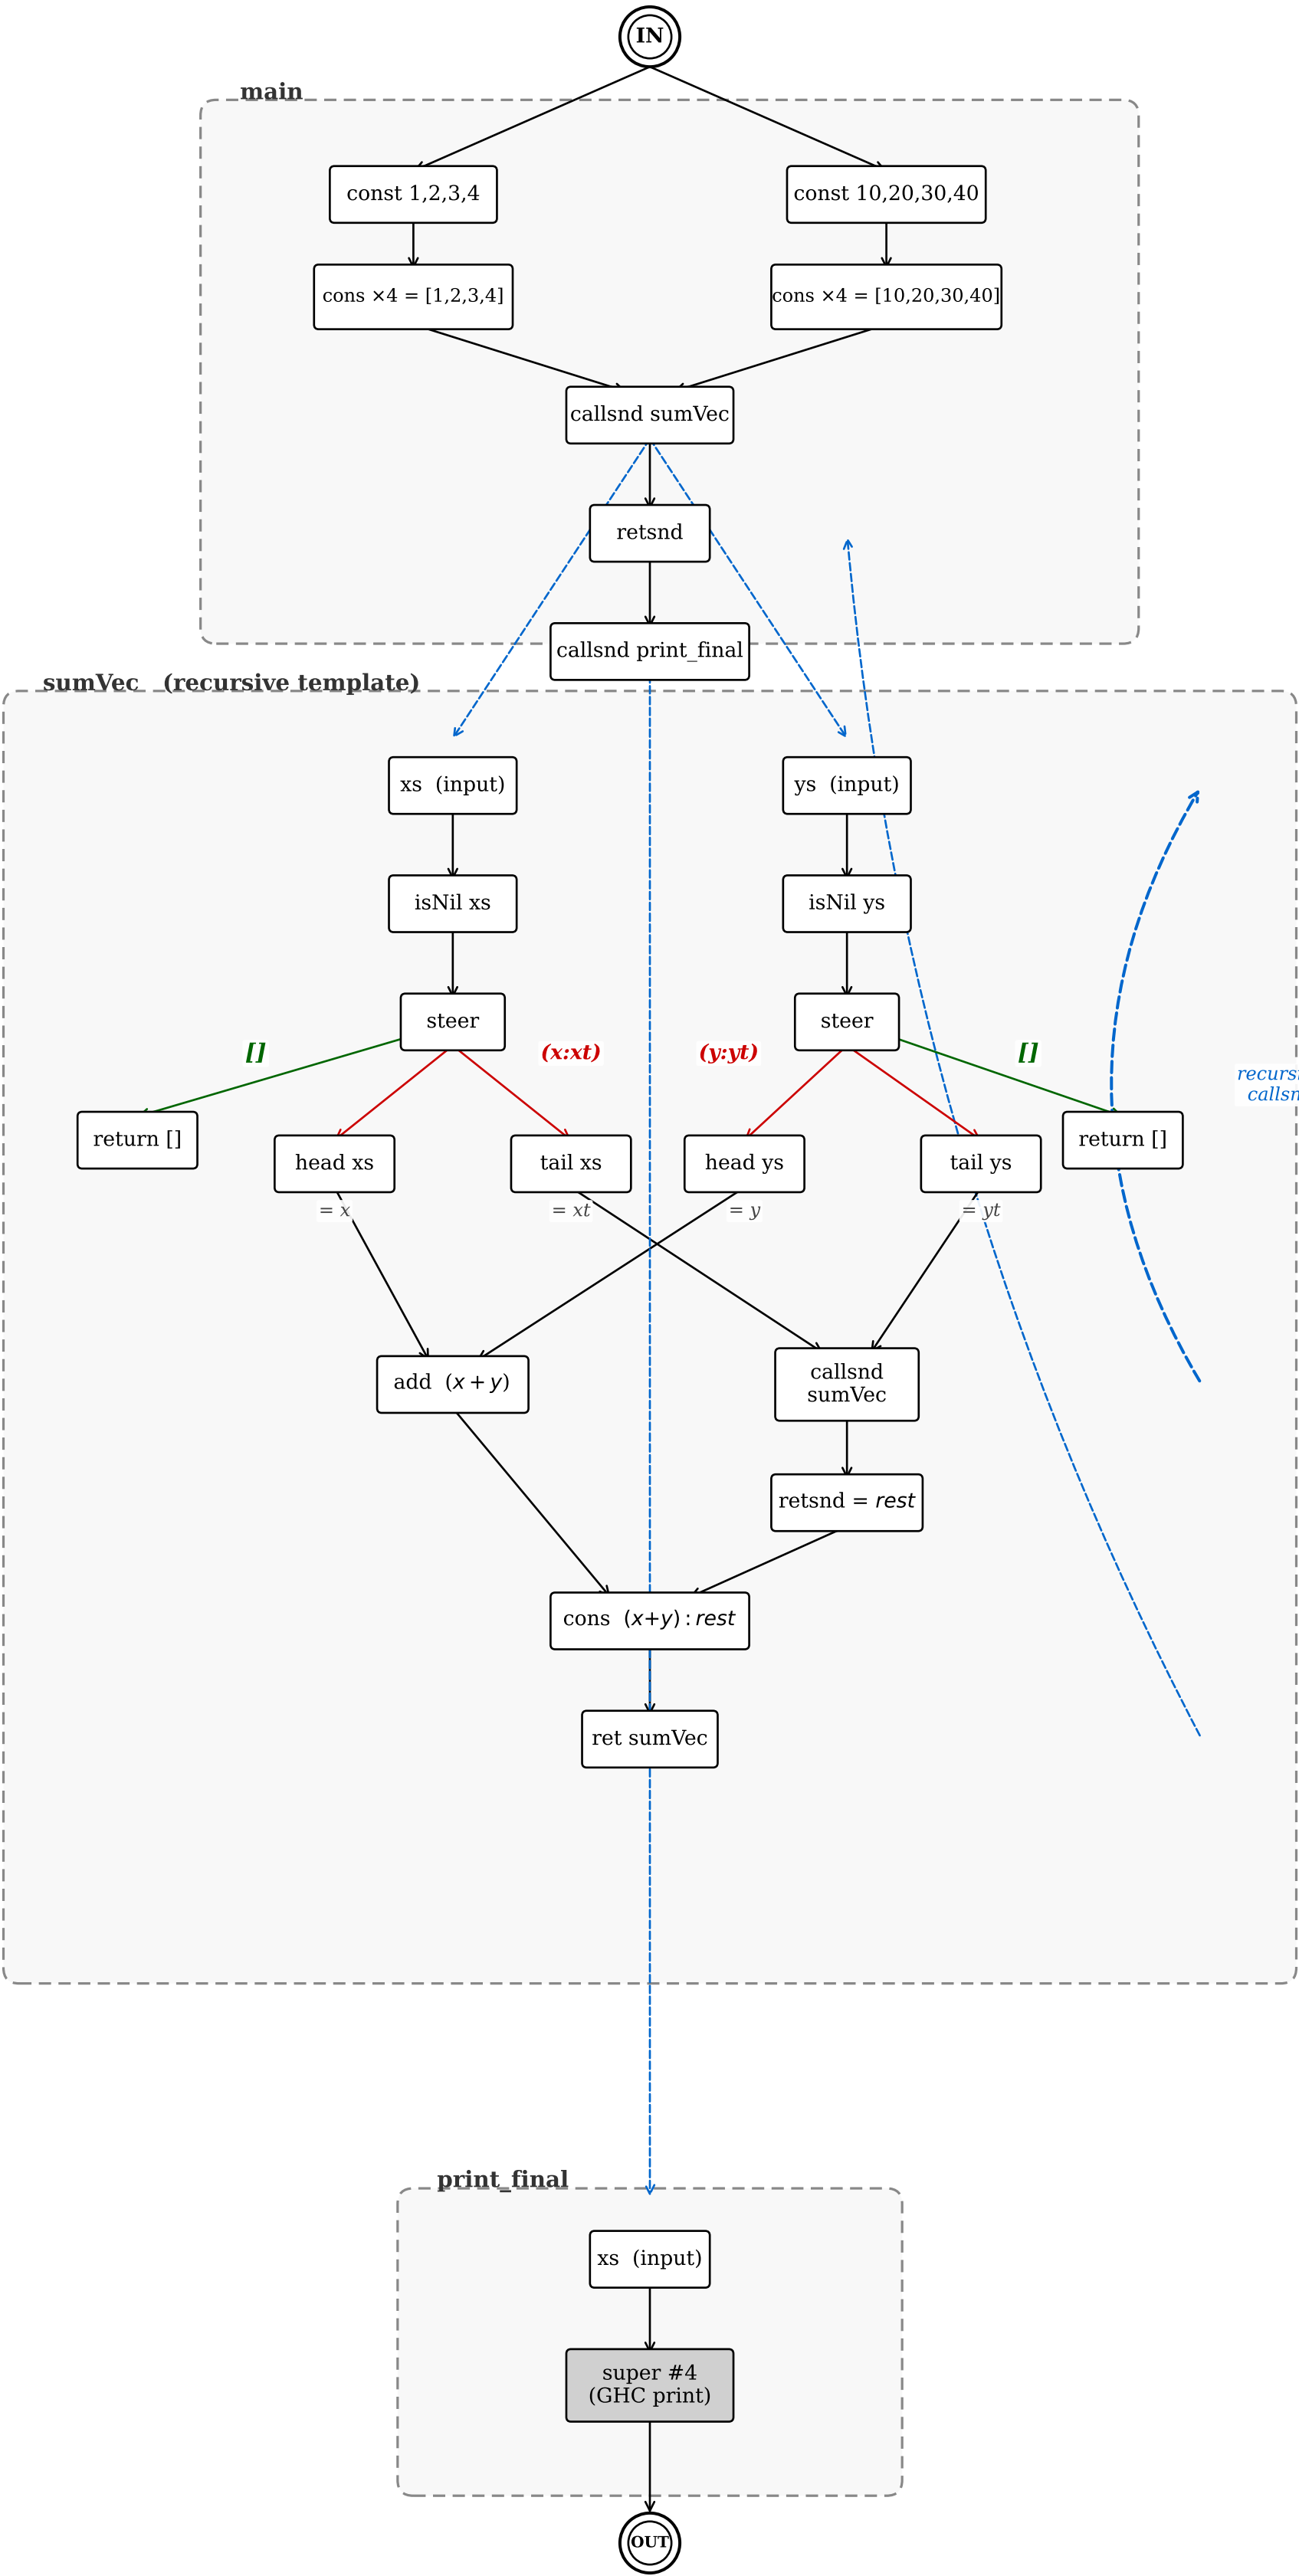 IN
main
const 1,2,3,4
const 10,20,30,40
cons ×4 = [1,2,3,4]
cons ×4 = [10,20,30,40]
callsnd sumVec
retsnd
callsnd print_final
sumVec (recursive template)
xs (input)
ys (input)
isNil xs
isNil ys
steer
steer
[]
(x:xt)
(y:yt)
[]
return []
head xs
tail xs
head ys
tail ys
return []
= x
= xt
= y
= yt
add (x + y)
callsnd
sumVec
retsnd = rest
cons (x+y) : rest
ret sumVec
print_final
xs (input)
super #4
(GHC print)
OUT